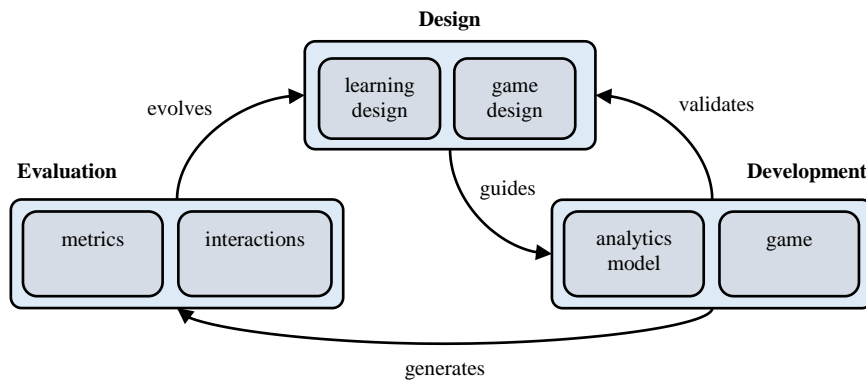 Design
learning
design
game
design
evolves
validates
Evaluation
guides
Development
metrics
interactions
analytics
model
game
generates